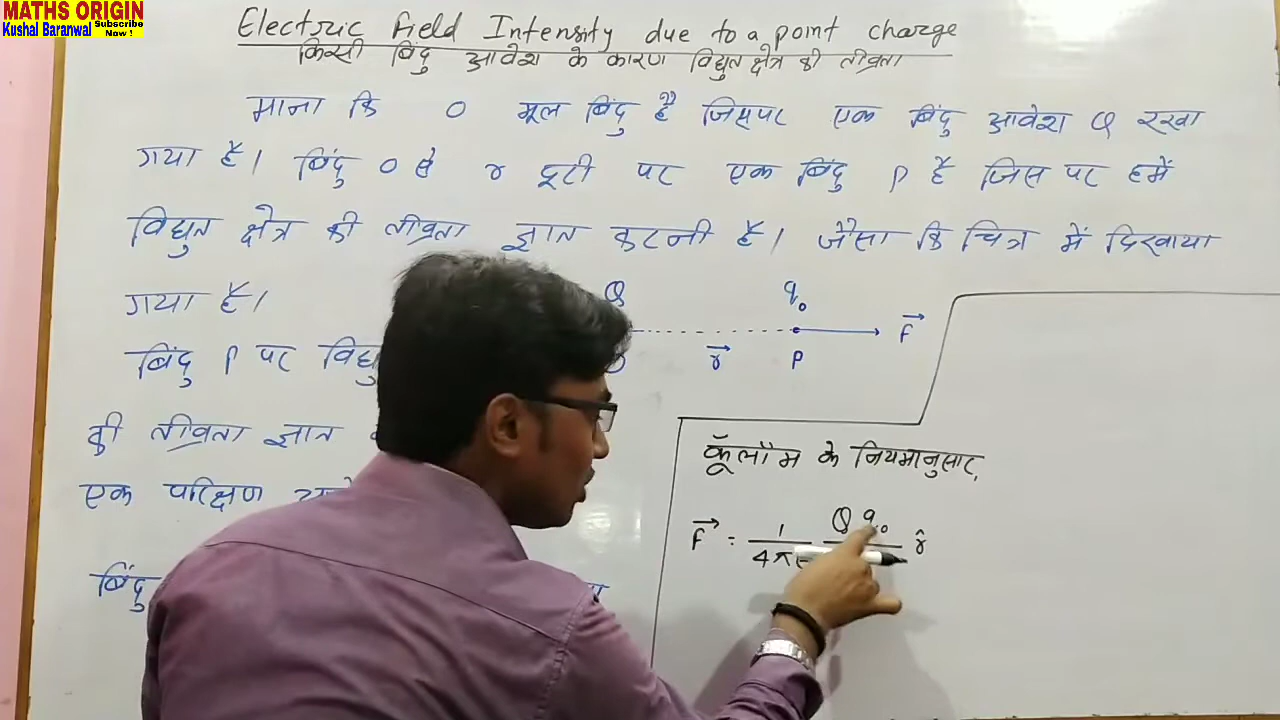 MATHS ORIGIN
Kushal Baranwal Subscribe Now!
Electric Field Intensity due to a point charge
किसी बिंदु आवेश के कारण विद्युत क्षेत्र की तीव्रता
माना कि O मूल बिंदु है जिसपर एक बिंदु आवेश Q रखा
गया है। बिंदु O से r दूरी पर एक बिंदु P है जिस पर हमें
विद्युत क्षेत्र की तीव्रता ज्ञात करनी है। जैसा कि चित्र में दिखाया
गया है।
Q q₀
F⃗
r⃗ P
बिंदु P पर
की तीव्रता ज्ञात
एक परिक्षण
बिंदु
कूॅलॉम के नियमानुसार,
F⃗ = 1/4π Q q₀ r̂